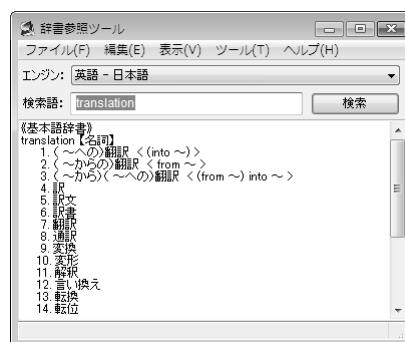 辞書参照ツール
ファイル(F) 編集(E) 表示(V) ツール(T) ヘルプ(H)
エンジン: 英語 - 日本語
検索語: translation 検索
《基本語辞書》
translation【名詞】
1. ( ～への)翻訳 < (into ～) >
2. ( ～からの)翻訳 < from ～ >
3. ( ～から)( ～への)翻訳 < (from ～) into ～ >
4. 訳
5. 訳文
6. 訳書
7. 翻訳
8. 通訳
9. 変換
10. 変形
11. 解釈
12. 言い換え
13. 転換
14. 転位